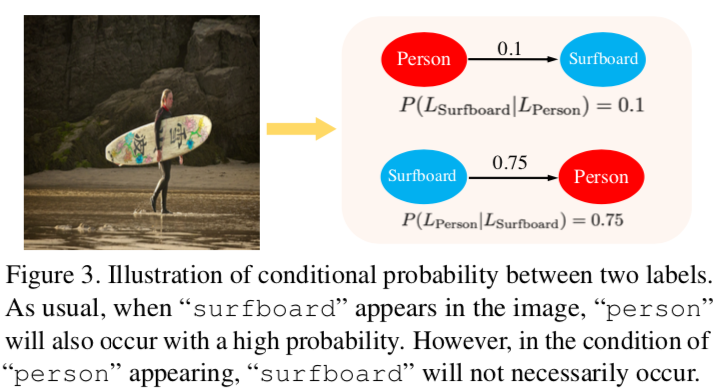 Person
0.1
Surfboard
P(L_Surfboard|L_Person) = 0.1
Surfboard
0.75
Person
P(L_Person|L_Surfboard) = 0.75
Figure 3. Illustration of conditional probability between two labels.
As usual, when “surfboard” appears in the image, “person”
will also occur with a high probability. However, in the condition of
“person” appearing, “surfboard” will not necessarily occur.